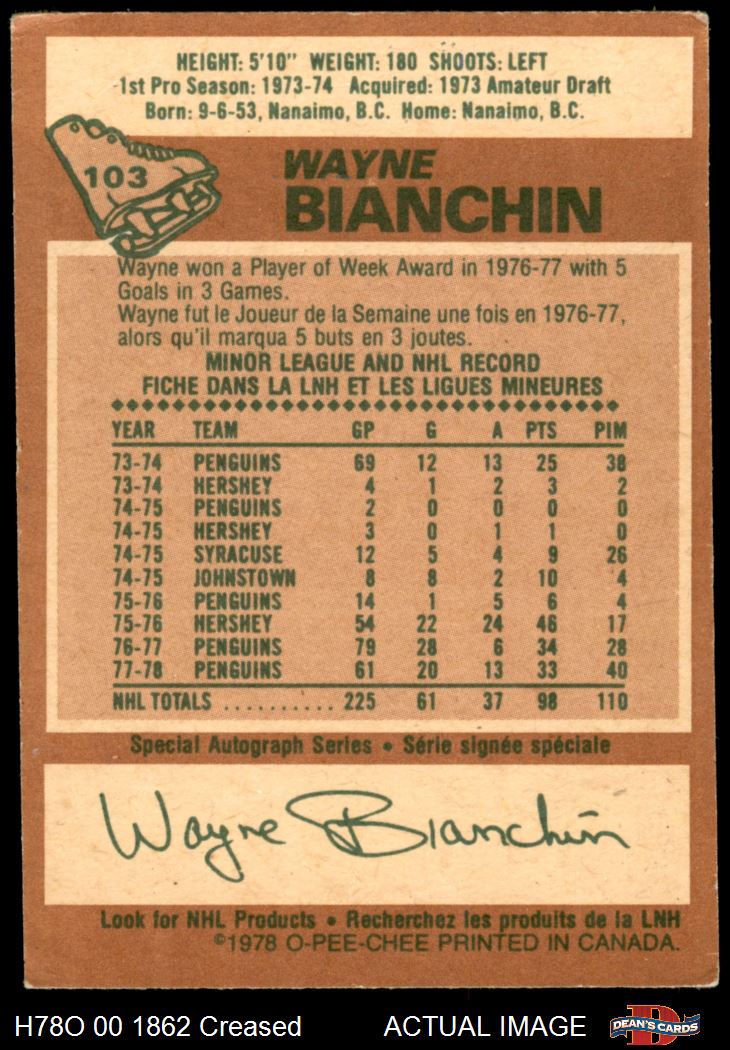 HEIGHT: 5'10" WEIGHT: 180 SHOOTS: LEFT
1st Pro Season: 1973-74 Acquired: 1973 Amateur Draft
Born: 9-6-53, Nanaimo, B.C. Home: Nanaimo, B.C.
103
WAYNE
BIANCHIN
Wayne won a Player of Week Award in 1976-77 with 5
Goals in 3 Games.
Wayne fut le Joueur de la Semaine une fois en 1976-77,
alors qu'il marqua 5 buts en 3 joutes.
MINOR LEAGUE AND NHL RECORD
FICHE DANS LA LNH ET LES LIGUES MINEURES
YEAR TEAM GP G A PTS PIM
73-74 PENGUINS 69 12 13 25 38
73-74 HERSHEY 4 1 2 3 2
74-75 PENGUINS 2 0 0 0 0
74-75 HERSHEY 3 0 1 1 0
74-75 SYRACUSE 12 5 4 9 26
74-75 JOHNSTOWN 8 8 2 10 4
75-76 PENGUINS 14 1 5 6 4
75-76 HERSHEY 54 22 24 46 17
76-77 PENGUINS 79 28 6 34 28
77-78 PENGUINS 61 20 13 33 40
NHL TOTALS .......... 225 61 37 98 110
Special Autograph Series • Série signée spéciale
Wayne Bianchin
Look for NHL Products • Recherchez les produits de la LNH
©1978 O-PEE-CHEE PRINTED IN CANADA.
H78O 00 1862 Creased ACTUAL IMAGE
D
DEAN'S CARDS